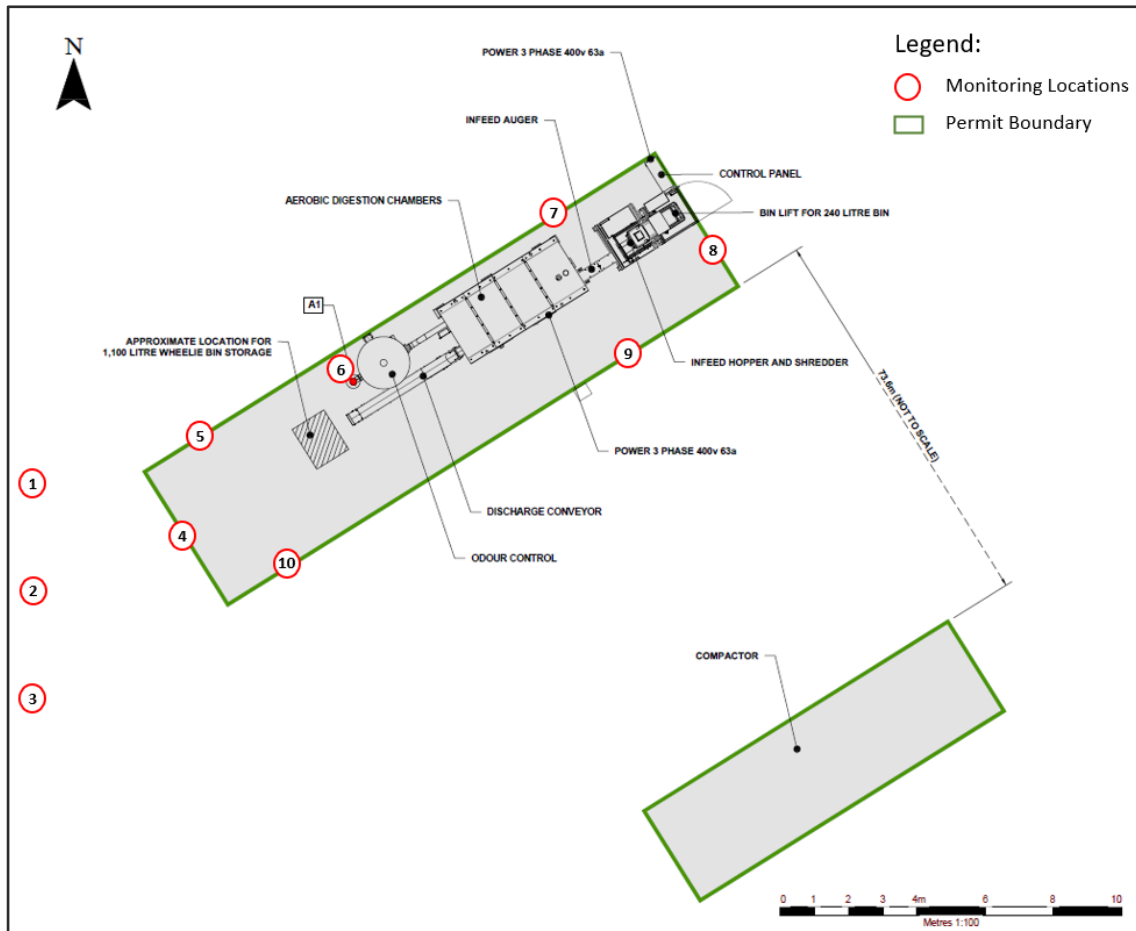 N
POWER 3 PHASE 400v 63a
Legend:
Monitoring Locations
Permit Boundary
INFEED AUGER
CONTROL PANEL
AEROBIC DIGESTION CHAMBERS
BIN LIFT FOR 240 LITRE BIN
7
8
A1
APPROXIMATE LOCATION FOR
1,100 LITRE WHEELIE BIN STORAGE
6
9
INFEED HOPPER AND SHREDDER
73.6m (NOT TO SCALE)
5
POWER 3 PHASE 400v 63a
1
4
DISCHARGE CONVEYOR
10
ODOUR CONTROL
2
COMPACTOR
3
0 1 2 3 4m 6 8 10
Metres 1:100